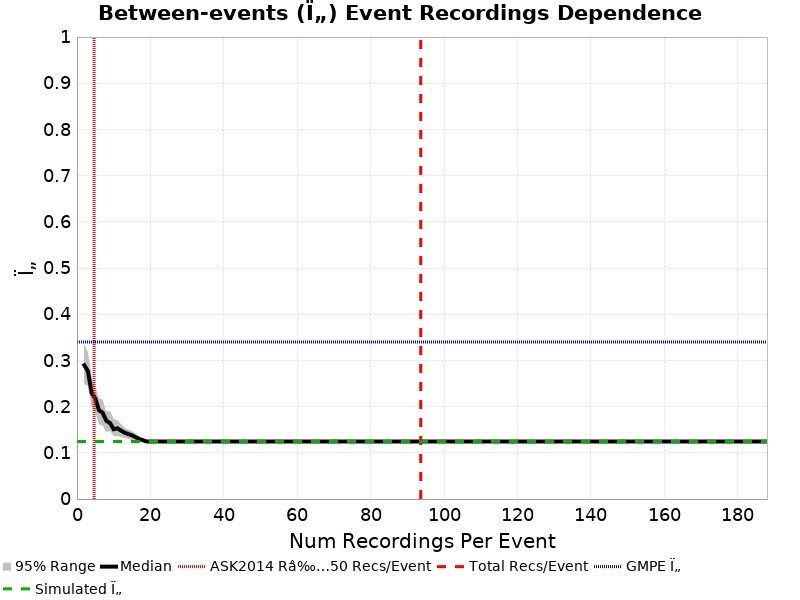 Between-events (Ï„) Event Recordings Dependence
1
0.9
0.8
0.7
0.6
0.5
0.4
0.3
0.2
0.1
0
Ï„
0 20 40 60 80 100 120 140 160 180
Num Recordings Per Event
95% Range Median ASK2014 Râ‰…50 Recs/Event Total Recs/Event GMPE Ï„
Simulated Ï„